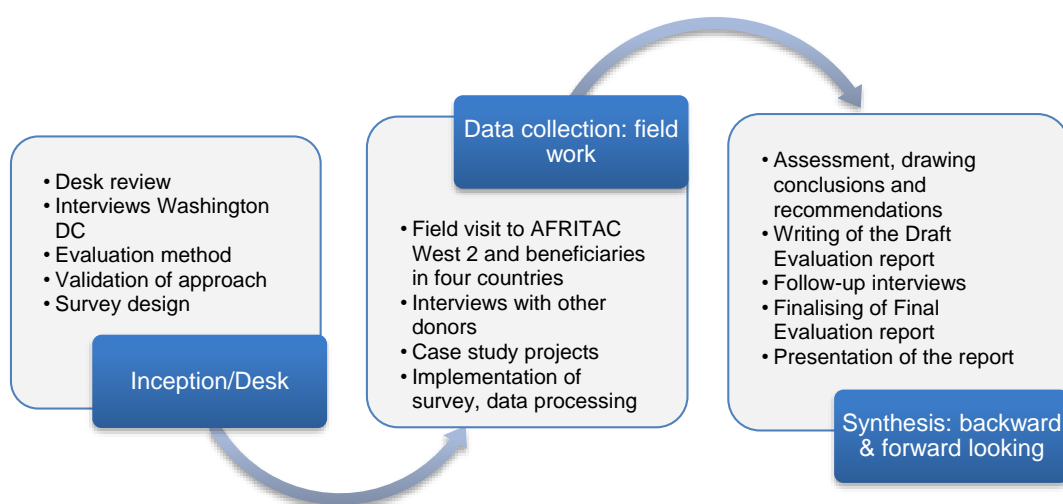 • Desk review
• Interviews Washington
DC
• Evaluation method
• Validation of approach
• Survey design
Inception/Desk
Data collection: field
work
• Field visit to AFRITAC
West 2 and beneficiaries
in four countries
• Interviews with other
donors
• Case study projects
• Implementation of
survey, data processing
• Assessment, drawing
conclusions and
recommendations
• Writing of the Draft
Evaluation report
• Follow-up interviews
• Finalising of Final
Evaluation report
• Presentation of the report
Synthesis: backward
& forward looking